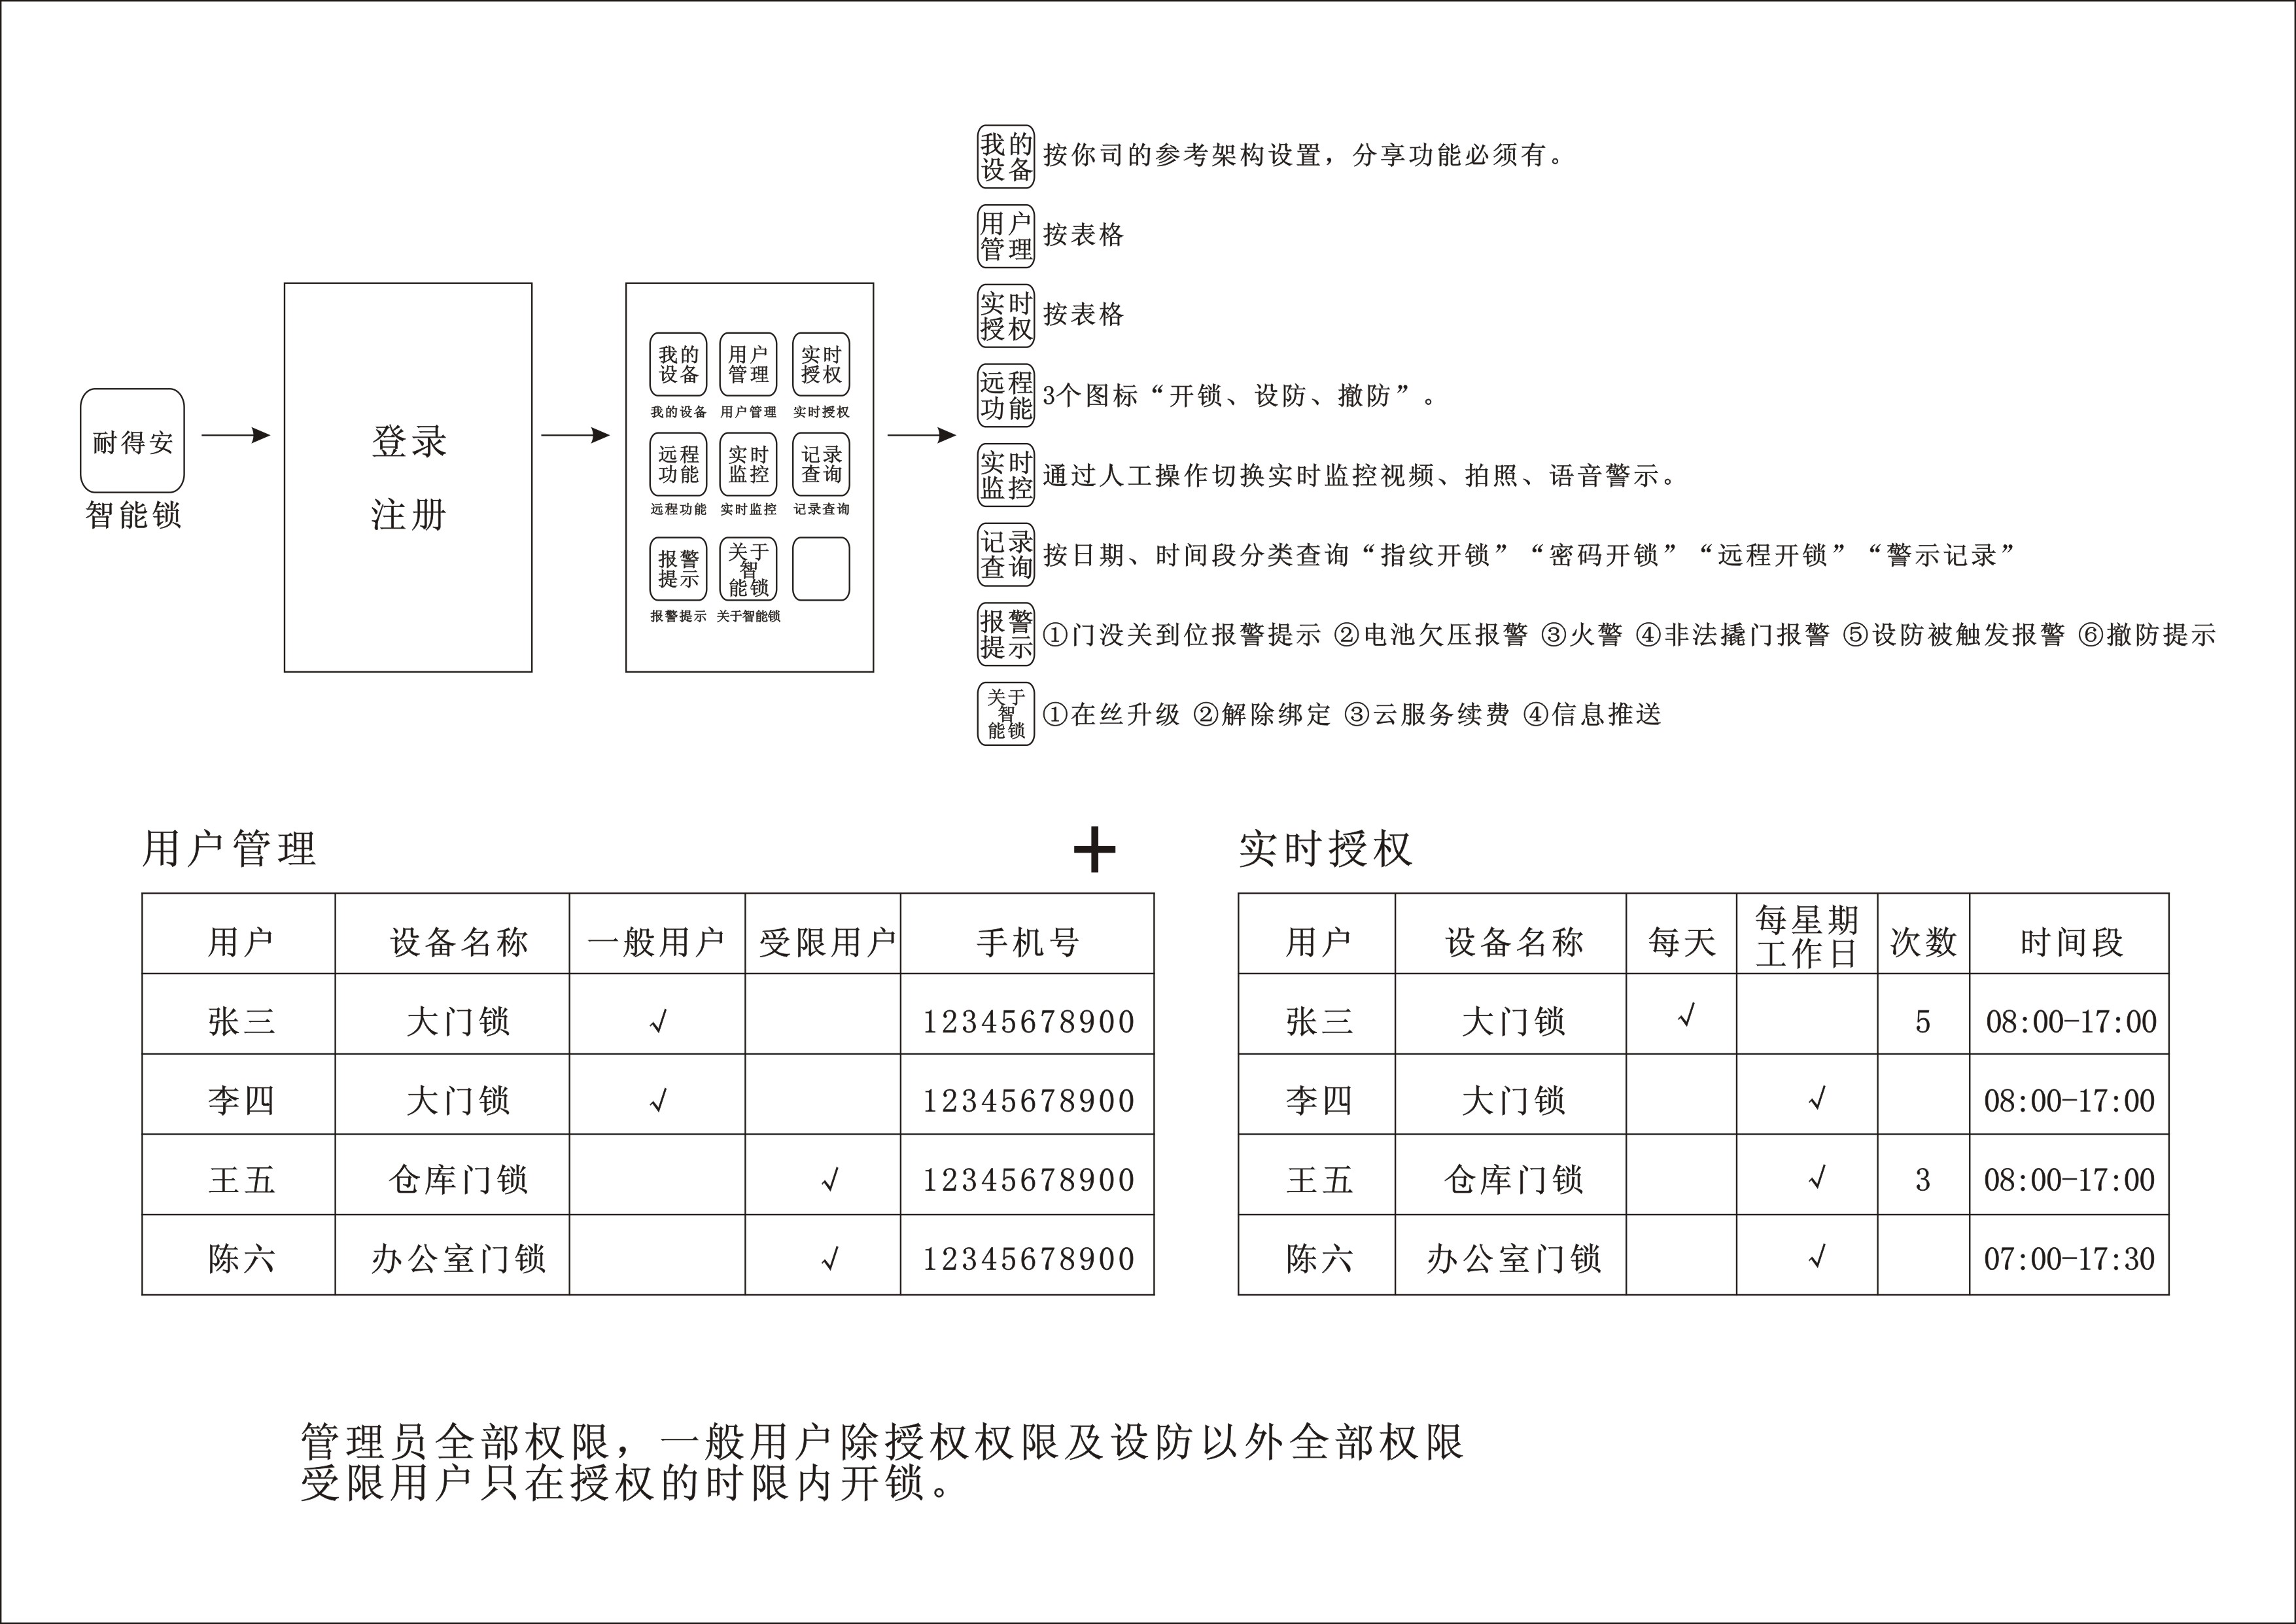 耐得安
智能锁
登录
注册
我的
设备
用户
管理
实时
授权
我的设备 用户管理 实时授权
远程
功能
实时
监控
记录
查询
远程功能 实时监控 记录查询
报警
提示
关于
智
能锁
报警提示 关于智能锁
我的
设备
按你司的参考架构设置，分享功能必须有。
用户
管理
按表格
实时
授权
按表格
远程
功能
3个图标“开锁、设防、撤防”。
实时
监控
通过人工操作切换实时监控视频、拍照、语音警示。
记录
查询
按日期、时间段分类查询“指纹开锁”“密码开锁”“远程开锁”“警示记录”
报警
提示
①门没关到位报警提示 ②电池欠压报警 ③火警 ④非法撬门报警 ⑤设防被触发报警 ⑥撤防提示
关于
智
能锁
①在丝升级 ②解除绑定 ③云服务续费 ④信息推送
用户管理
+
用户 设备名称 一般用户 受限用户 手机号
张三 大门锁 √ 12345678900
李四 大门锁 √ 12345678900
王五 仓库门锁 √ 12345678900
陈六 办公室门锁 √ 12345678900
实时授权
用户 设备名称 每天 每星期 次数 时间段
工作日
张三 大门锁 √ 5 08:00-17:00
李四 大门锁 √ 08:00-17:00
王五 仓库门锁 √ 3 08:00-17:00
陈六 办公室门锁 √ 07:00-17:30
管理员全部权限，一般用户除授权权限及设防以外全部权限
受限用户只在授权的时限内开锁。